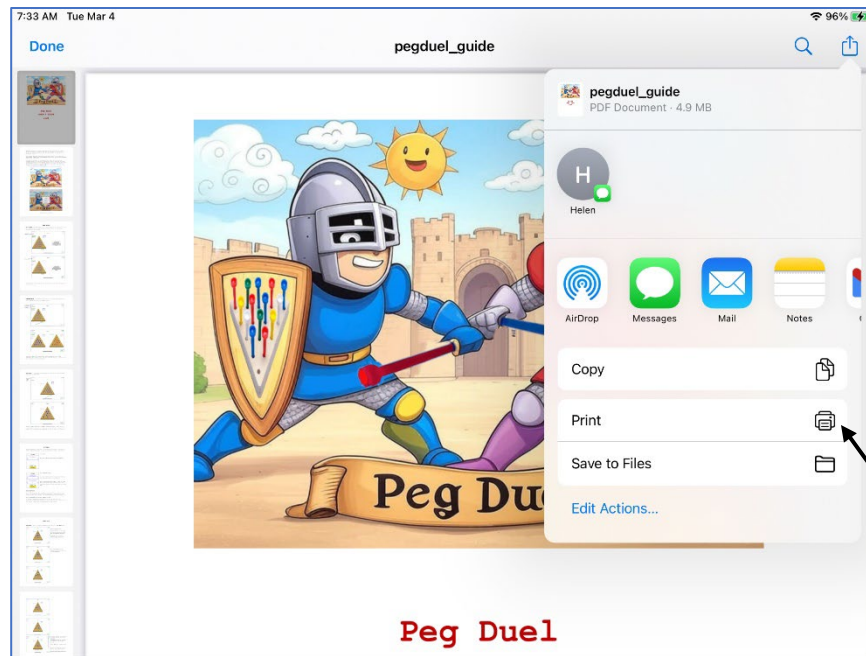 7:33 AM Tue Mar 4
96%
Done
pegduel_guide
pegduel_guide
PDF Document · 4.9 MB
H
Helen
AirDrop
Messages
Mail
Notes
Copy
Print
Save to Files
Edit Actions...
Peg Du
Peg Duel